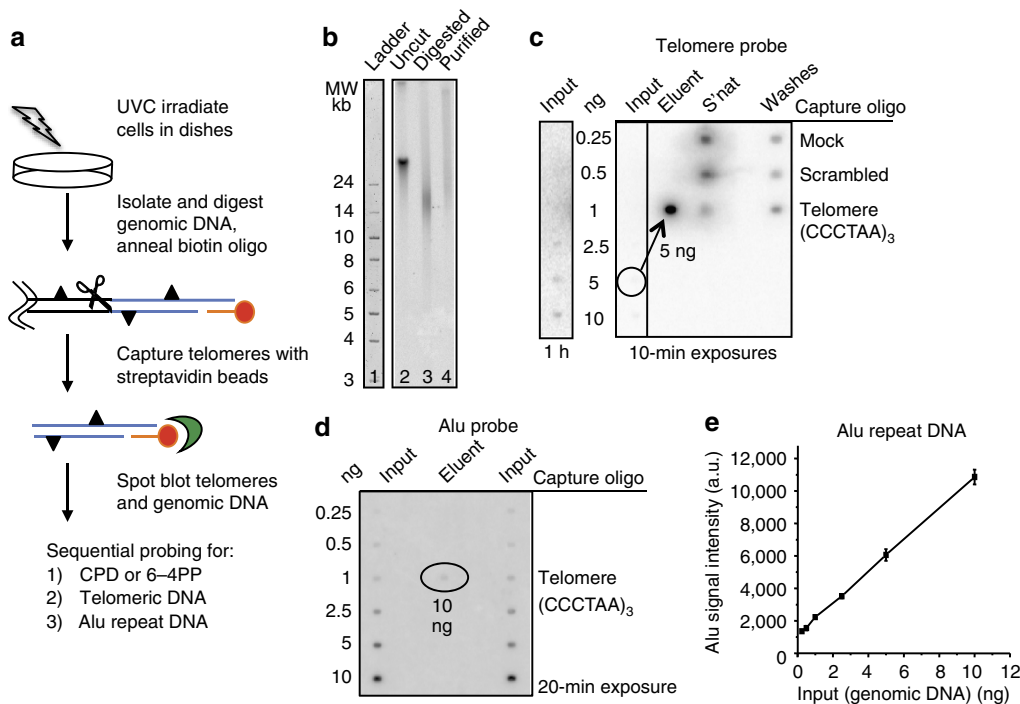 a
UVC irradiate
cells in dishes
Isolate and digest
genomic DNA,
anneal biotin oligo
Capture telomeres with
streptavidin beads
Spot blot telomeres
and genomic DNA
Sequential probing for:
1) CPD or 6–4PP
2) Telomeric DNA
3) Alu repeat DNA
b
Ladder
Uncut
Digested
Purified
MW
kb
24
14
10
8
6
5
4
3
1 2 3 4
c
Telomere probe
Input
ng
Input
Eluent
S'nat
Washes
Capture oligo
0.25
Mock
0.5
Scrambled
1
Telomere
(CCCTAA)3
2.5
5 ng
5
10
1 h
10-min exposures
d
Alu probe
ng
Input
Eluent
Input
Capture oligo
0.25
0.5
1
Telomere
(CCCTAA)3
10
ng
2.5
5
10
20-min exposure
e
Alu repeat DNA
Alu signal intensity (a.u.)
12,000
10,000
8,000
6,000
4,000
2,000
0
0 2 4 6 8 10 12
Input (genomic DNA) (ng)